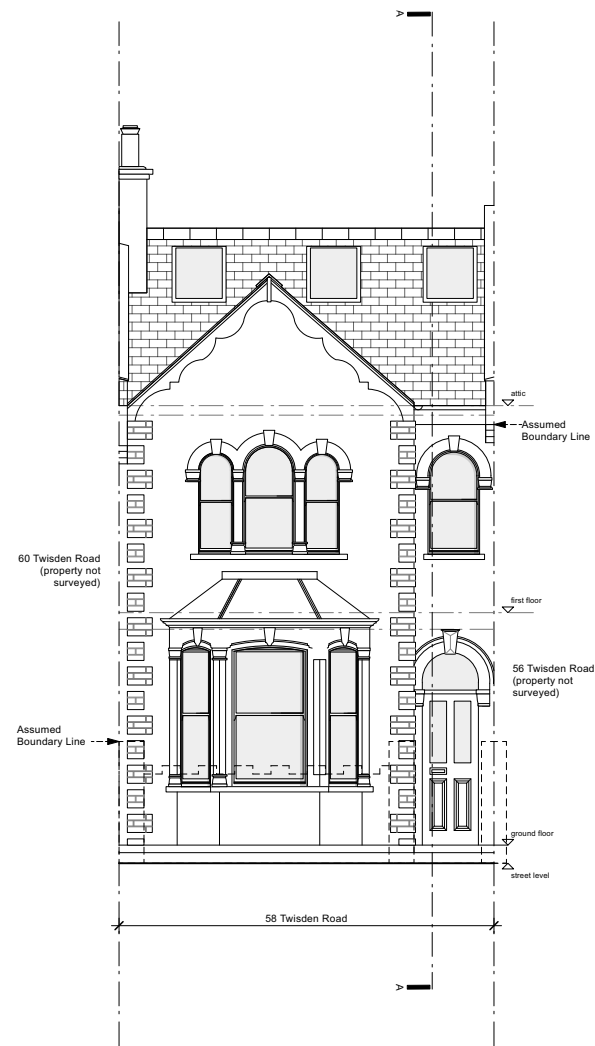 A
attic
Assumed
Boundary Line
60 Twisden Road
(property not
surveyed)
first floor
56 Twisden Road
(property not
surveyed)
Assumed
Boundary Line
ground floor
street level
58 Twisden Road
A